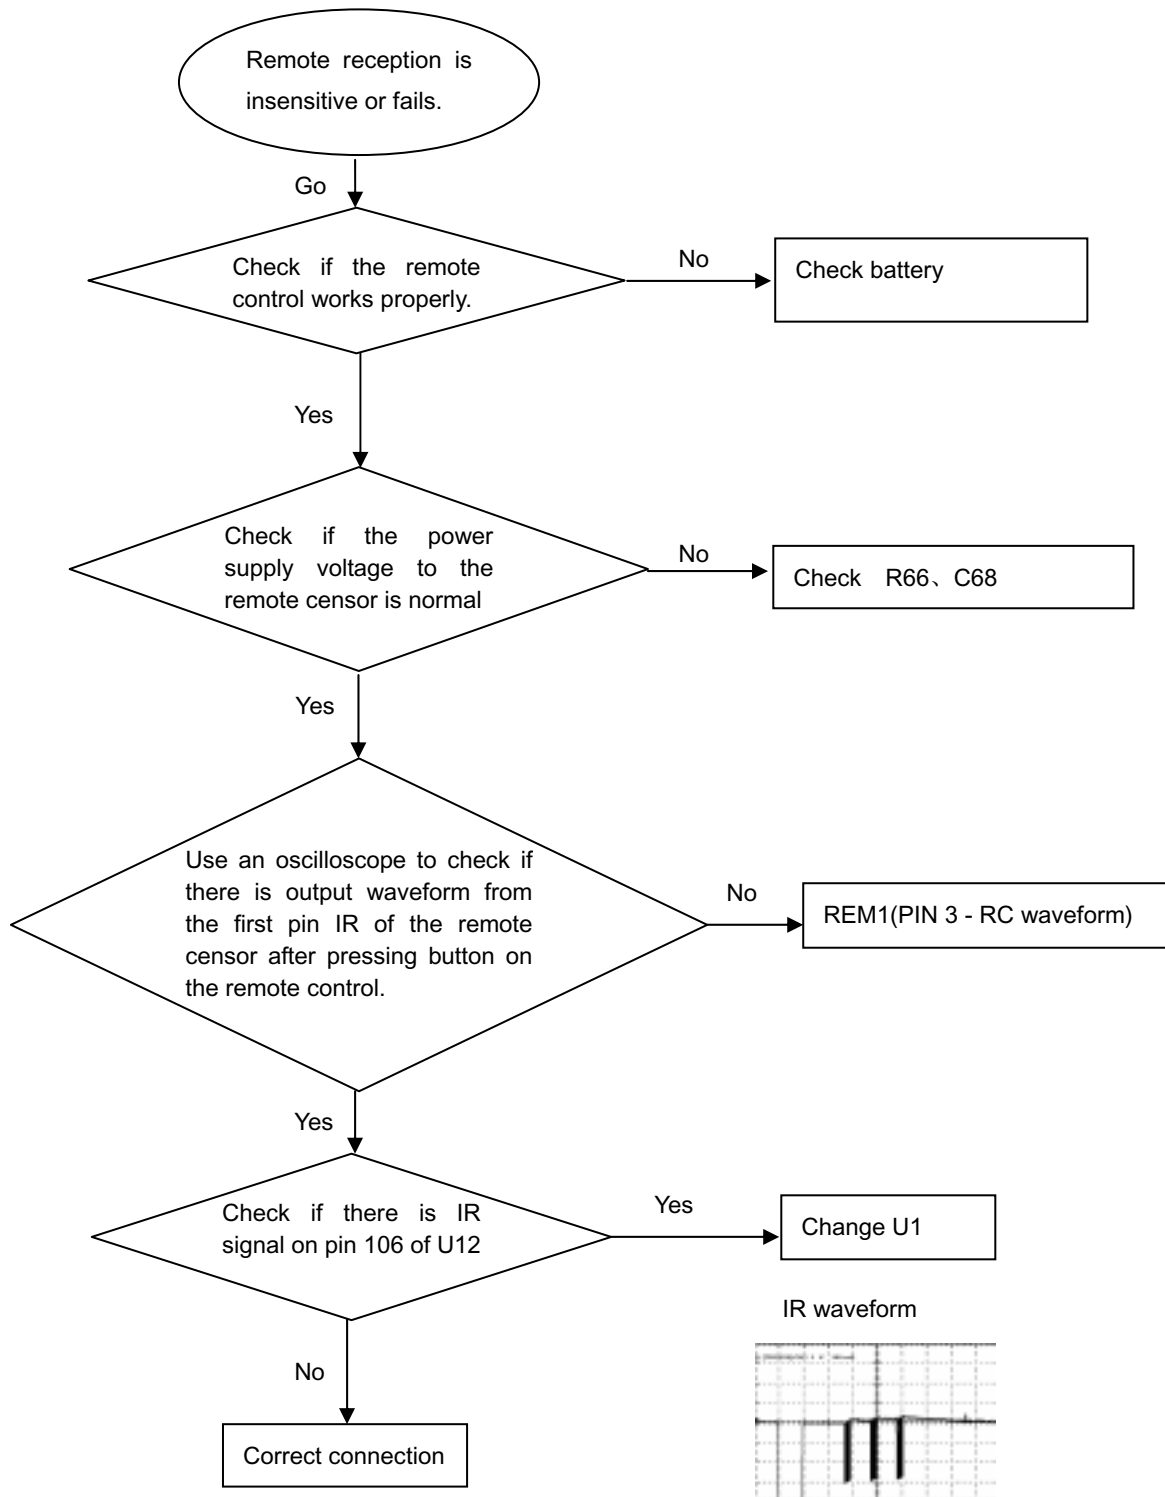 Remote reception is
insensitive or fails.
Go
Check if the remote
control works properly.
No
Check battery
Yes
Check if the power
supply voltage to the
remote censor is normal
No
Check R66、C68
Yes
Use an oscilloscope to check if
there is output waveform from
the first pin IR of the remote
censor after pressing button on
the remote control.
No
REM1(PIN 3 - RC waveform)
Yes
Check if there is IR
signal on pin 106 of U12
Yes
Change U1
IR waveform
No
Correct connection